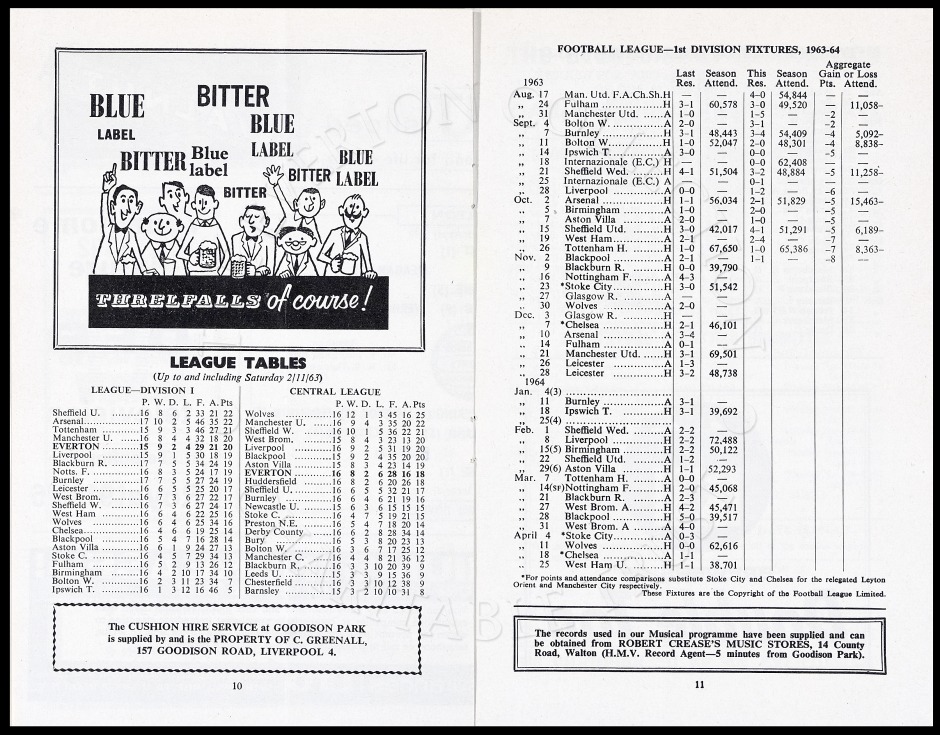 BLUE
LABEL
BITTER
BLUE
LABEL
BITTER
Blue
label
BITTER
BITTER
BLUE
LABEL
THRELFALLS of course!
LEAGUE TABLES
(Up to and including Saturday 2/11/63)
LEAGUE—DIVISION I
P. W. D. L. F. A. Pts
Sheffield U. .........16 8 6 2 33 21 22
Arsenal...............17 10 2 5 46 35 22
Tottenham .........15 9 3 3 46 27 21
Manchester U. ......16 8 4 4 32 18 20
EVERTON .........15 9 2 4 29 21 20
Liverpool ............15 9 1 5 30 18 19
Blackburn R.........17 7 5 5 34 24 19
Notts. F. ............16 8 3 5 24 17 19
Burnley ............17 7 5 5 27 24 19
Leicester ............16 6 5 5 25 20 17
West Brom. .........16 7 3 6 27 22 17
Sheffield W. .........16 7 3 6 27 24 17
West Ham .........16 6 4 6 22 25 16
Wolves ............16 6 4 6 25 34 16
Chelsea...............16 4 6 6 19 25 14
Blackpool .........16 5 4 7 16 28 14
Aston Villa .........16 6 1 9 24 27 13
Stoke C. ............16 4 5 7 29 34 13
Fulham ............16 5 2 9 13 26 12
Birmingham .........16 4 2 10 17 34 10
Bolton W. ............16 2 3 11 23 34 7
Ipswich T. .........16 1 3 12 16 46 5
CENTRAL LEAGUE
P. W. D. L. F. A. Pts
Wolves ...............16 12 1 3 45 16 25
Manchester U. ......16 9 4 3 35 20 22
Sheffield W. .........16 10 1 5 36 22 21
West Brom. .........15 8 4 3 23 13 20
Liverpool ............16 9 2 5 31 19 20
Blackpool ............15 9 2 4 35 20 20
Aston Villa .........15 8 3 4 23 14 19
EVERTON ............16 8 2 6 28 16 18
Huddersfield .........16 8 2 6 20 26 18
Sheffield U. .........16 6 5 5 32 21 17
Burnley ...............16 6 4 6 21 19 16
Newcastle U. .........15 6 3 6 15 15 15
Stoke C. ...............16 4 7 5 19 21 15
Preston N.E. .........16 5 4 7 18 20 14
Derby County ......16 6 2 8 28 34 14
Bury ..................16 5 3 8 20 23 13
Bolton W. ............16 3 6 7 17 25 12
Manchester C. ......16 4 4 8 21 36 12
Blackburn R..........16 3 3 10 20 39 9
Leeds U. ...............15 3 3 9 15 36 9
Chesterfield .........16 3 3 10 12 38 9
Barnsley ...............15 3 2 10 10 31 8
The CUSHION HIRE SERVICE at GOODISON PARK
is supplied by and is the PROPERTY OF C. GREENALL,
157 GOODISON ROAD, LIVERPOOL 4.
10
FOOTBALL LEAGUE—1st DIVISION FIXTURES, 1963-64
Aggregate
Last Season This Season Gain or Loss
1963 Res. Attend. Res. Attend. Pts. Attend.
Aug. 17 Man. Utd. F.A.Ch.Sh.H — — 4–0 54,844 — —
„ 24 Fulham ..................H 3–1 60,578 3–0 49,520 — 11,058–
„ 31 Manchester Utd. ......A 1–0 — 1–5 — –2 —
Sept. 4 Bolton W. ...............A 2–0 — 3–1 — –2 —
„ 7 Burnley ..................H 3–1 48,443 3–4 54,409 –4 5,092–
„ 11 Bolton W.................H 1–0 52,047 2–0 48,301 –4 8,838–
„ 14 Ipswich T. ...............A 3–0 — 0–0 — –5 —
„ 18 Internazionale (E.C.) H — — 0–0 62,408 — —
„ 21 Sheffield Wed. .........H 4–1 51,504 3–2 48,884 –5 11,258–
„ 25 Internazionale (E.C.) A — — 0–1 — — —
„ 28 Liverpool ...............A 0–0 — 1–2 — –6 —
Oct. 2 Arsenal ..................H 1–1 56,034 2–1 51,829 –5 15,463–
„ 5 Birmingham ............A 1–0 — 2–0 — –5 —
„ 7 Aston Villa ............A 2–0 — 1–0 — –5 —
„ 15 Sheffield Utd. .........H 3–0 42,017 4–1 51,291 –5 6,189–
„ 19 West Ham...............A 2–1 — 2–4 — –7 —
„ 26 Tottenham H. .........H 1–0 67,650 1–0 65,386 –7 8,363–
Nov. 2 Blackpool ...............A 2–1 — 1–1 — –8 —
„ 9 Blackburn R. .........H 0–0 39,790
„ 16 Nottingham F. .........A 4–3 —
„ 23 *Stoke City...............H 3–0 51,542
„ 27 Glasgow R. ............A — —
„ 30 Wolves ..................A 2–0 —
Dec. 3 Glasgow R. ............H — —
„ 7 *Chelsea ..................H 2–1 46,101
„ 10 Arsenal ..................A 3–4 —
„ 14 Fulham ..................A 0–1 —
„ 21 Manchester Utd. ......H 3–1 69,501
„ 26 Leicester ...............A 1–3 —
„ 28 Leicester ...............H 3–2 48,738
1964
Jan. 4(3) ........................
„ 11 Burnley ..................A 3–1 —
„ 18 Ipswich T. ...............H 3–1 39,692
„ 25(4) ........................
Feb. 1 Sheffield Wed. .........A 2–2 —
„ 8 Liverpool ...............H 2–2 72,488
„ 15(5) Birmingham ............H 2–2 50,122
„ 22 Sheffield Utd. .........A 1–2 —
„ 29(6) Aston Villa ............H 1–1 52,293
Mar. 7 Tottenham H. .........A 0–0 —
„ 14(SF)Nottingham F. .........H 2–0 45,068
„ 21 Blackburn R. .........A 2–3 —
„ 27 West Brom. A..........H 4–2 45,471
„ 28 Blackpool ...............H 5–0 39,517
„ 31 West Brom. A .........A 4–0 —
April 4 *Stoke City...............A 0–3 —
„ 11 Wolves ..................H 0–0 62,616
„ 18 *Chelsea ..................A 1–1 —
„ 25 West Ham U. .........H 1–1 38,701
*For points and attendance comparisons substitute Stoke City and Chelsea for the relegated Leyton
Orient and Manchester City respectively.
These Fixtures are the Copyright of the Football League Limited.
The records used in our Musical programme have been supplied and can
be obtained from ROBERT CREASE'S MUSIC STORES, 14 County
Road, Walton (H.M.V. Record Agent—5 minutes from Goodison Park).
11